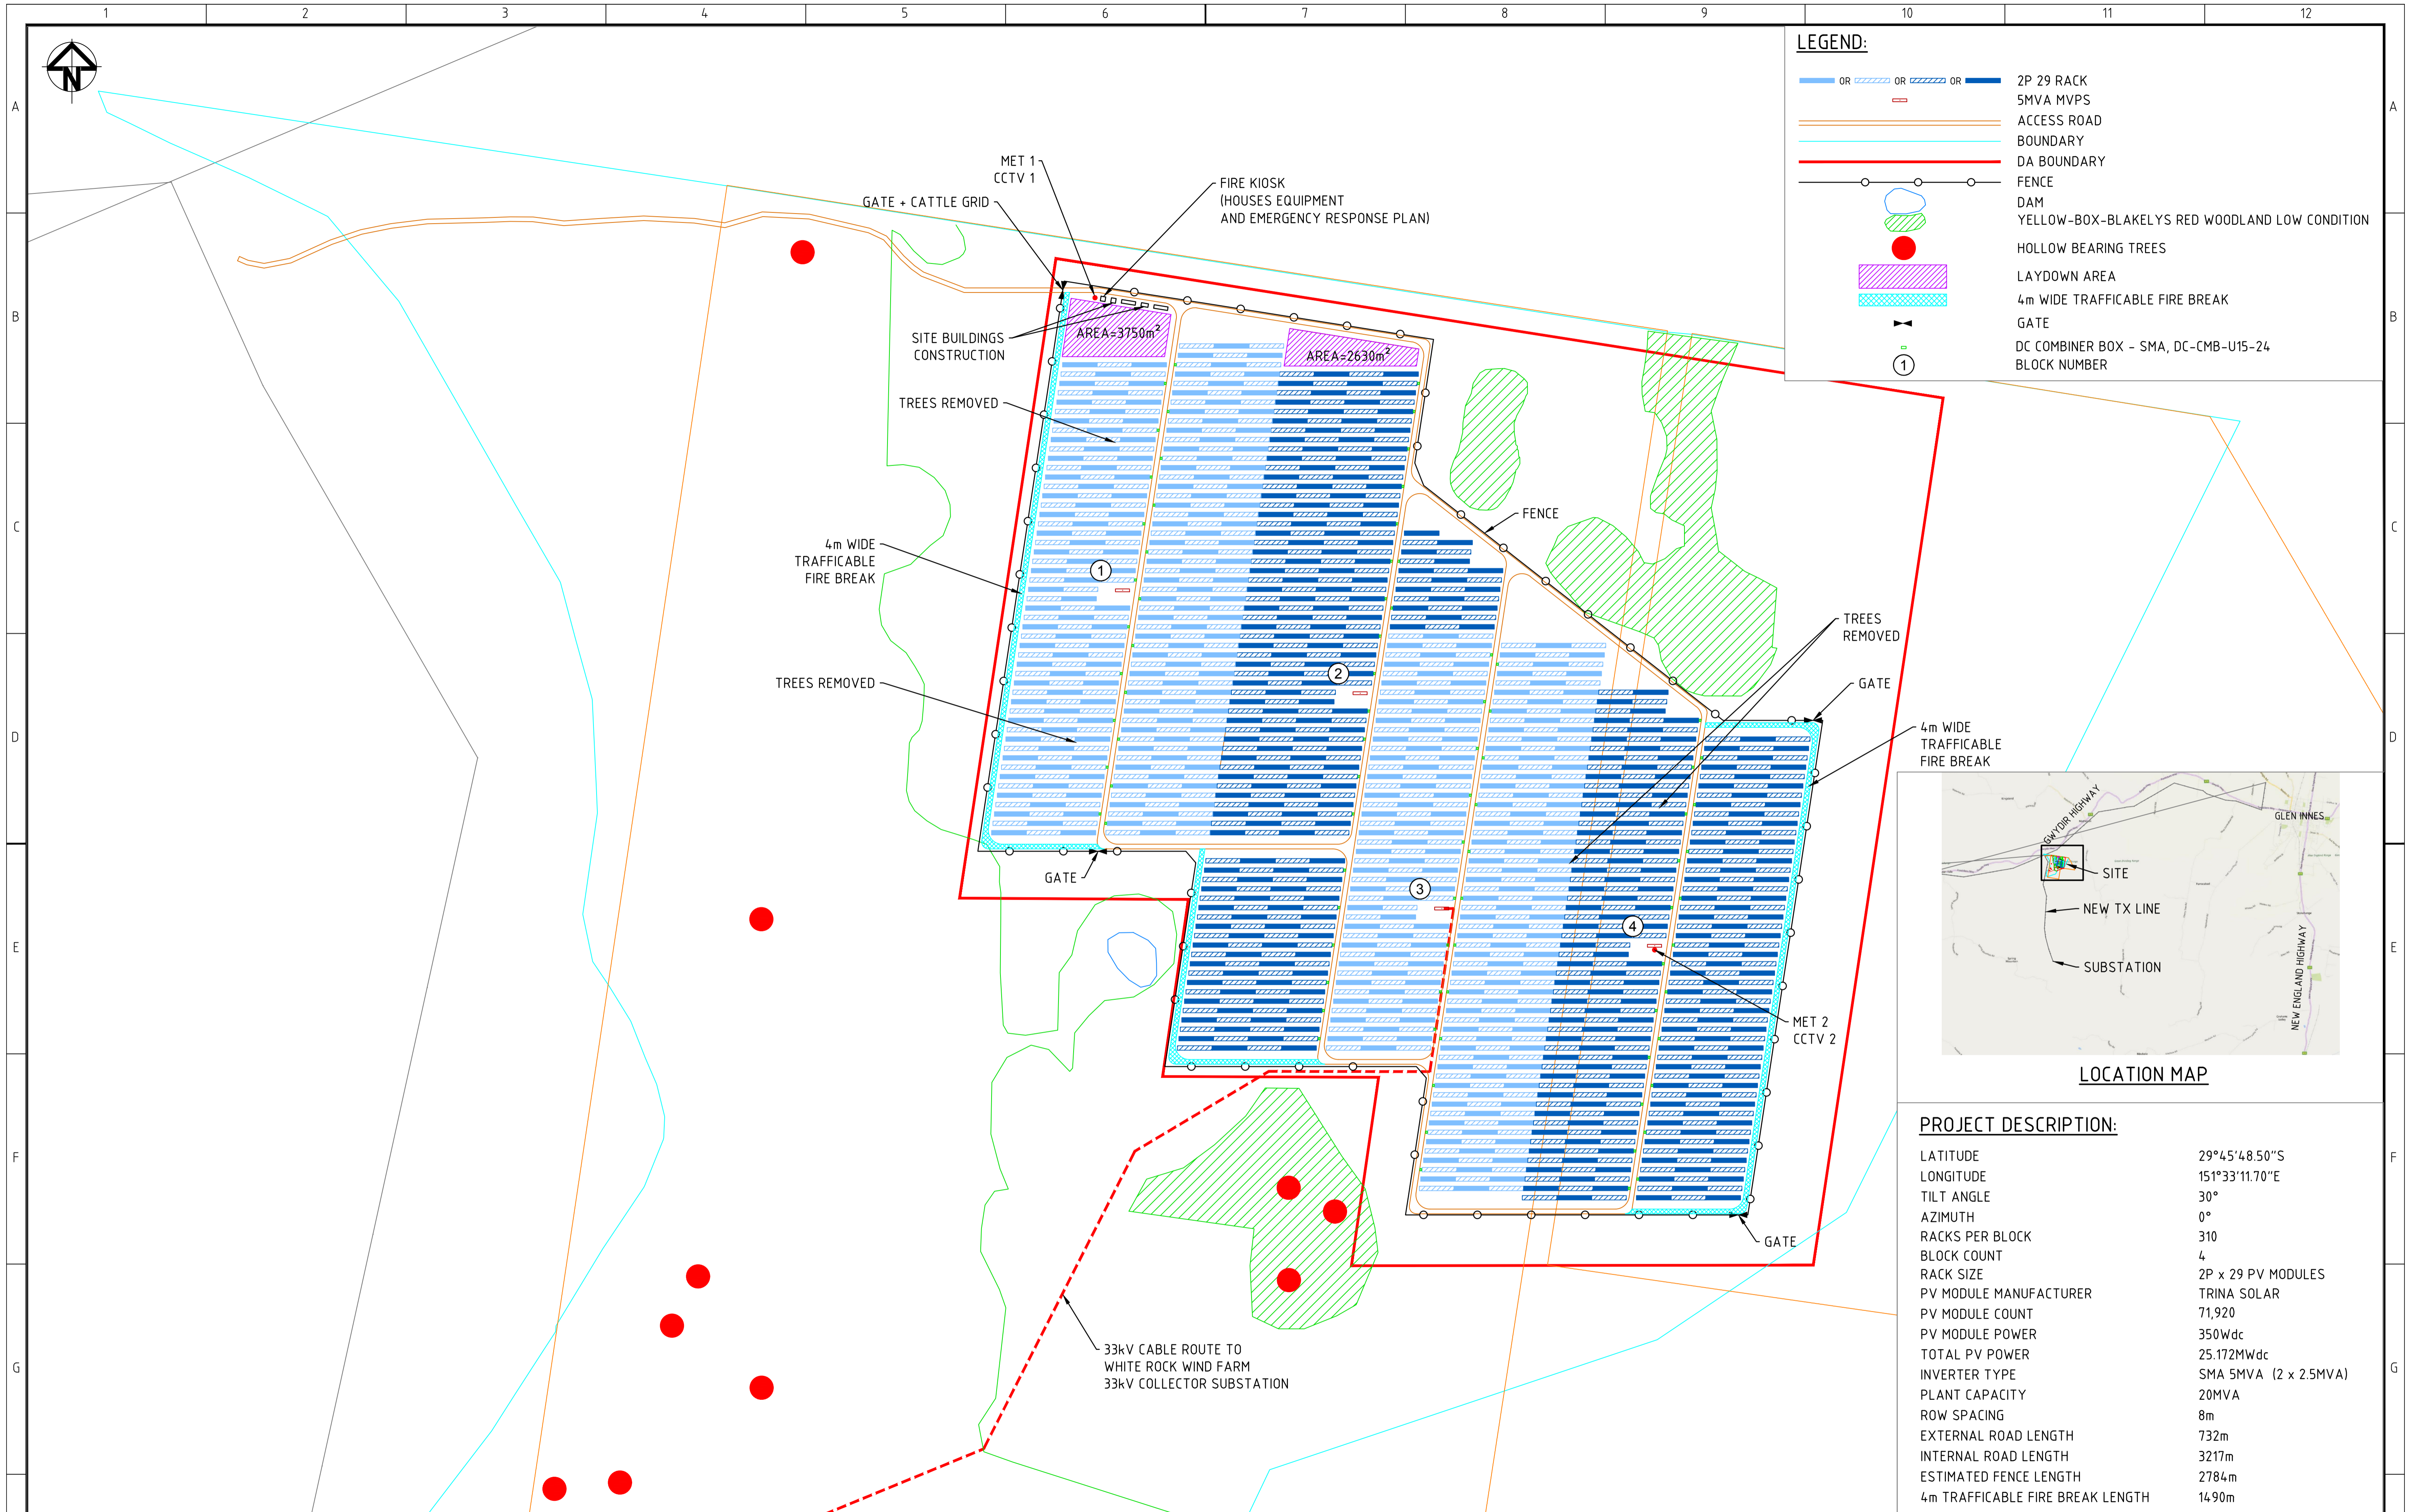 1 2 3 4 5 6 7 8 9 10 11 12
A
B
C
D
E
F
G
A
B
C
D
E
F
G
N
LEGEND:
OR OR OR 2P 29 RACK
5MVA MVPS
ACCESS ROAD
BOUNDARY
DA BOUNDARY
FENCE
DAM
YELLOW-BOX-BLAKELYS RED WOODLAND LOW CONDITION
HOLLOW BEARING TREES
LAYDOWN AREA
4m WIDE TRAFFICABLE FIRE BREAK
GATE
DC COMBINER BOX - SMA, DC-CMB-U15-24
1 BLOCK NUMBER
MET 1
CCTV 1
GATE + CATTLE GRID
FIRE KIOSK
(HOUSES EQUIPMENT
AND EMERGENCY RESPONSE PLAN)
SITE BUILDINGS
CONSTRUCTION
AREA=3750m²
AREA=2630m²
TREES REMOVED
FENCE
4m WIDE
TRAFFICABLE
FIRE BREAK
1
2
3
4
TREES REMOVED
TREES
REMOVED
GATE
4m WIDE
TRAFFICABLE
FIRE BREAK
GATE
MET 2
CCTV 2
GATE
33kV CABLE ROUTE TO
WHITE ROCK WIND FARM
33kV COLLECTOR SUBSTATION
GWYDIR HIGHWAY
GLEN INNES
SITE
NEW TX LINE
SUBSTATION
NEW ENGLAND HIGHWAY
LOCATION MAP
PROJECT DESCRIPTION:
LATITUDE 29°45'48.50"S
LONGITUDE 151°33'11.70"E
TILT ANGLE 30°
AZIMUTH 0°
RACKS PER BLOCK 310
BLOCK COUNT 4
RACK SIZE 2P x 29 PV MODULES
PV MODULE MANUFACTURER TRINA SOLAR
PV MODULE COUNT 71,920
PV MODULE POWER 350Wdc
TOTAL PV POWER 25.172MWdc
INVERTER TYPE SMA 5MVA (2 x 2.5MVA)
PLANT CAPACITY 20MVA
ROW SPACING 8m
EXTERNAL ROAD LENGTH 732m
INTERNAL ROAD LENGTH 3217m
ESTIMATED FENCE LENGTH 2784m
4m TRAFFICABLE FIRE BREAK LENGTH 1490m